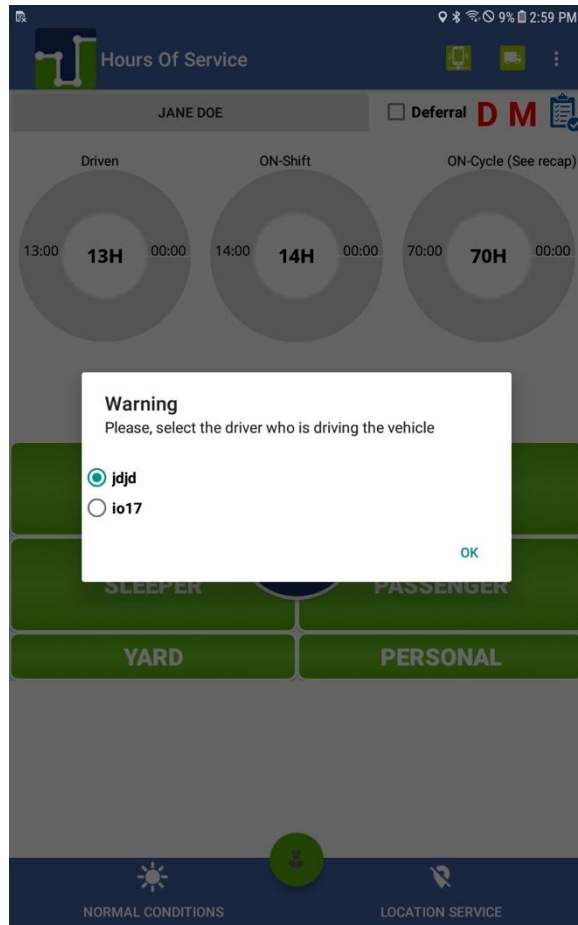 9% 2:59 PM
Hours Of Service
JANE DOE
Deferral D M
Driven ON-Shift ON-Cycle (See recap)
13:00 13H 00:00 14:00 14H 00:00 70:00 70H 00:00
Warning
Please, select the driver who is driving the vehicle
jdjd
io17
OK
SLEEPER PASSENGER
YARD PERSONAL
NORMAL CONDITIONS LOCATION SERVICE